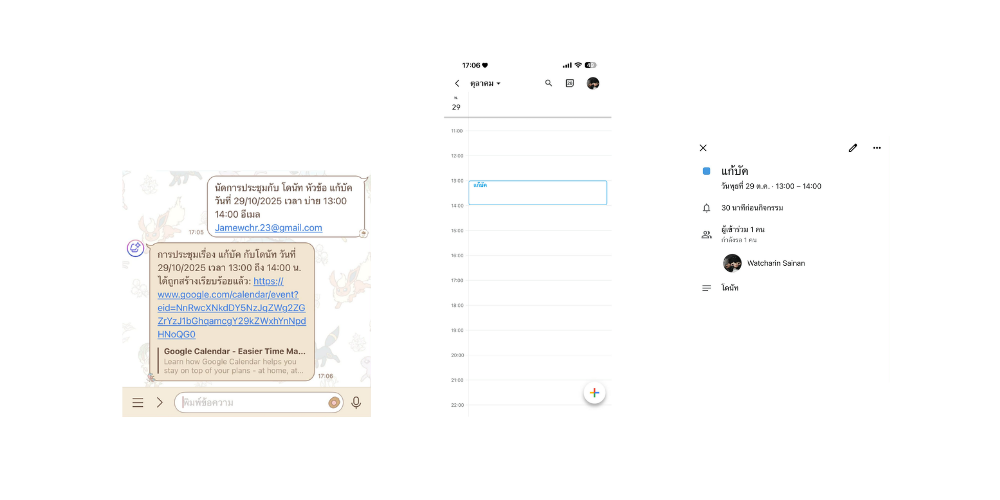 นัดการประชุมกับ โดนัท หัวข้อ แก้บัค
วันที่ 29/10/2025 เวลา บ่าย 13:00
14:00 อีเมล
Jamewchr.23@gmail.com
17:05
การประชุมเรื่อง แก้บัค กับโดนัท วันที่
29/10/2025 เวลา 13:00 ถึง 14:00 น.
ได้ถูกสร้างเรียบร้อยแล้ว: https://
www.google.com/calendar/event?
eid=NnRwcXNkdDY5NzJqZWg2ZG
ZrYzJ1bGhqamcgY29kZWxhYnNpd
HNoQG0
Google Calendar - Easier Time Ma...
Learn how Google Calendar helps you
stay on top of your plans - at home, at...
17:06
พิมพ์ข้อความ
17:06
ตุลาคม
พ
29
11:00
12:00
13:00
แก้บัค
14:00
15:00
16:00
17:00
18:00
19:00
20:00
21:00
22:00
แก้บัค
วันพุธที่ 29 ต.ค. · 13:00 – 14:00
30 นาทีก่อนกิจกรรม
ผู้เข้าร่วม 1 คน
กำลังรอ 1 คน
Watcharin Sainan
โดนัท